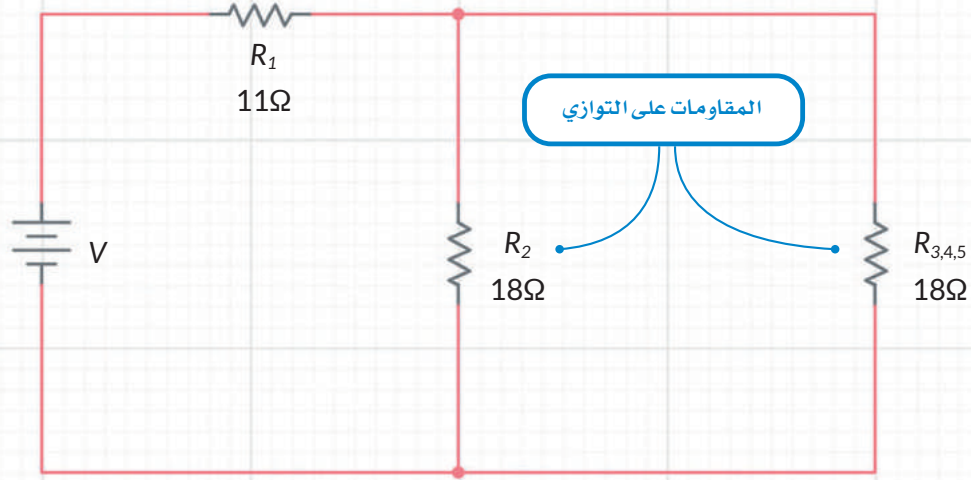 R₁
11Ω
المقاومات على التوازي
V
R₂
18Ω
R₃,₄,₅
18Ω